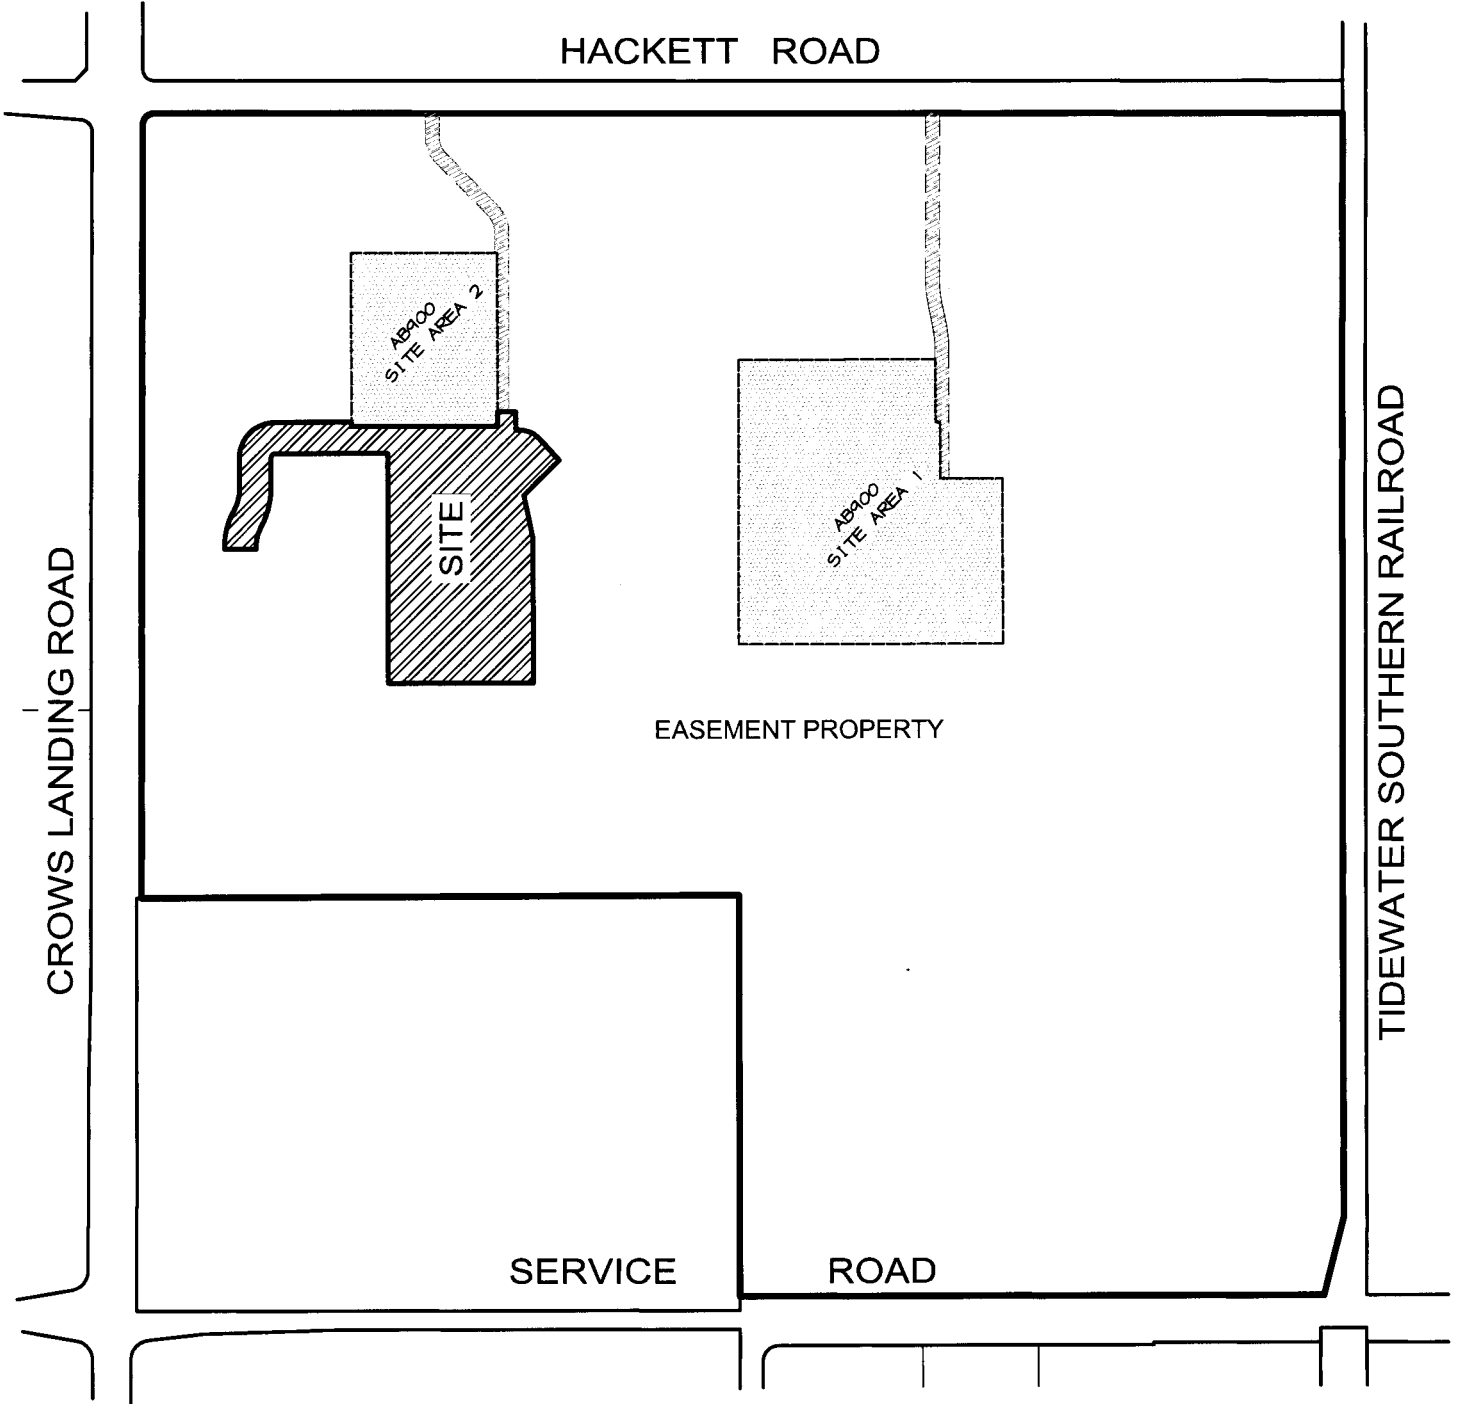 HACKETT ROAD
AB900
SITE AREA 2
AB900
SITE AREA 1
SITE
CROWS LANDING ROAD
TIDEWATER SOUTHERN RAILROAD
EASEMENT PROPERTY
SERVICE ROAD